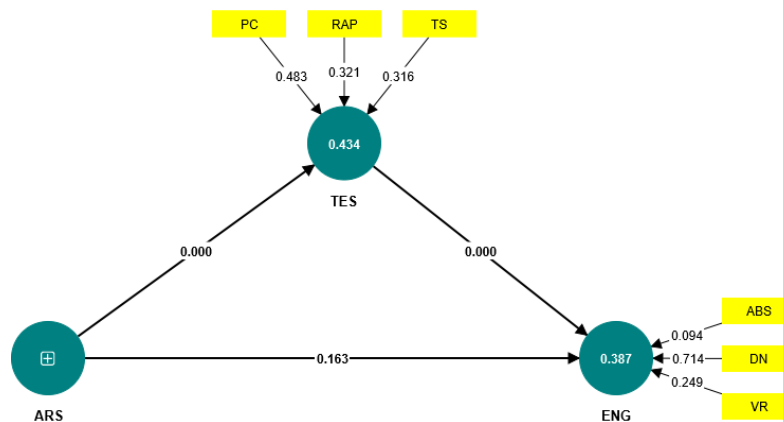 PC
RAP
TS
0.483
0.321
0.316
0.434
TES
0.000
0.000
ABS
0.094
0.163
0.387
0.714
DN
0.249
VR
ARS
ENG